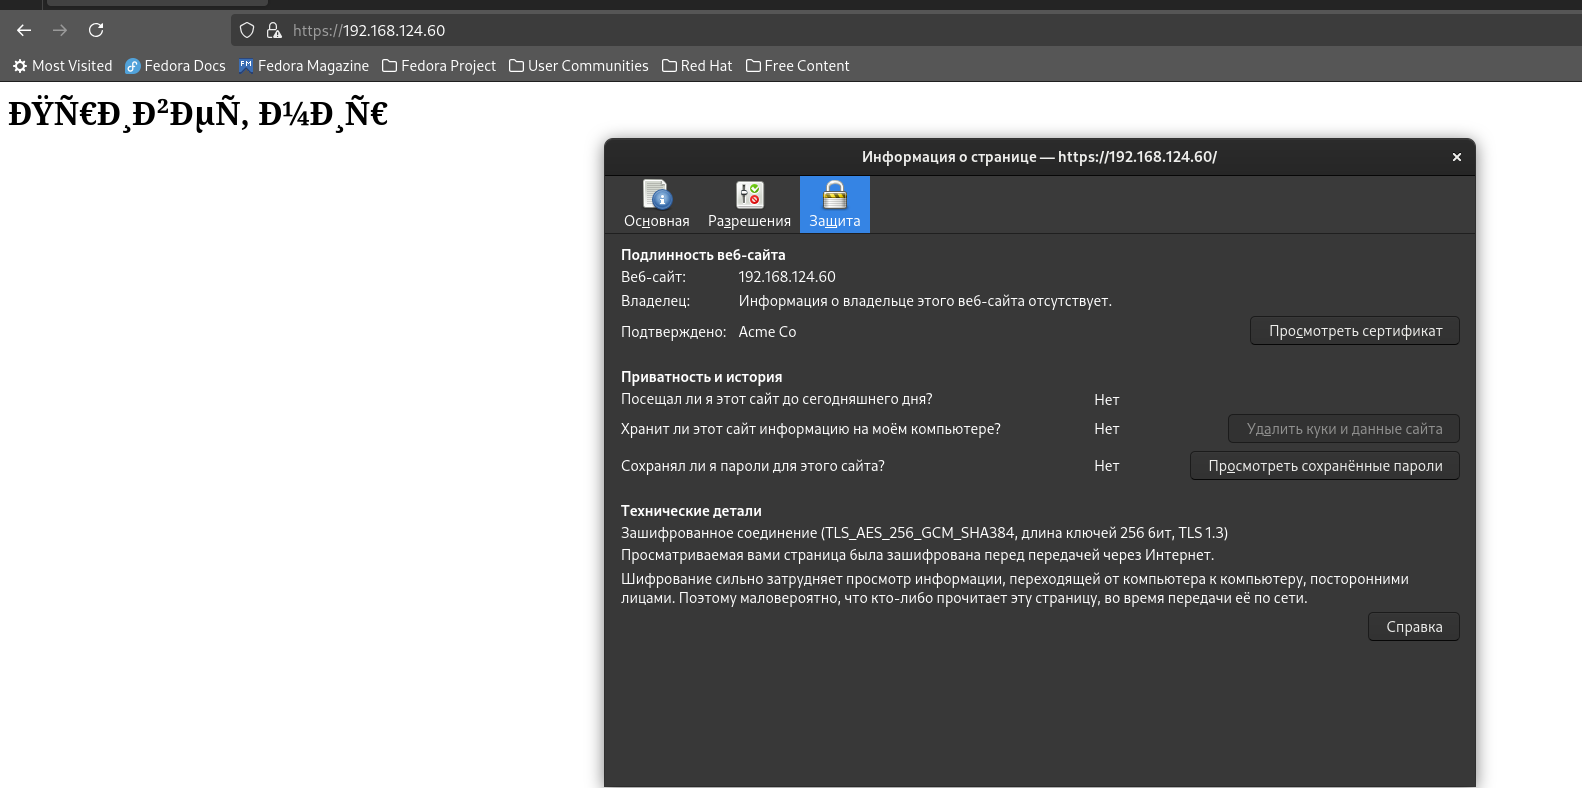 https://192.168.124.60
Most Visited Fedora Docs Fedora Magazine Fedora Project User Communities Red Hat Free Content
ÐŸÑ€Ð¸Ð²ÐµÑ‚, Ð¼Ð¸Ñ€
Информация о странице — https://192.168.124.60/
Основная Разрешения Защита
Подлинность веб-сайта
Веб-сайт: 192.168.124.60
Владелец: Информация о владельце этого веб-сайта отсутствует.
Подтверждено: Acme Co Просмотреть сертификат
Приватность и история
Посещал ли я этот сайт до сегодняшнего дня? Нет
Хранит ли этот сайт информацию на моём компьютере? Нет Удалить куки и данные сайта
Сохранял ли я пароли для этого сайта? Нет Просмотреть сохранённые пароли
Технические детали
Зашифрованное соединение (TLS_AES_256_GCM_SHA384, длина ключей 256 бит, TLS 1.3)
Просматриваемая вами страница была зашифрована перед передачей через Интернет.
Шифрование сильно затрудняет просмотр информации, переходящей от компьютера к компьютеру, посторонними
лицами. Поэтому маловероятно, что кто-либо прочитает эту страницу, во время передачи её по сети.
Справка